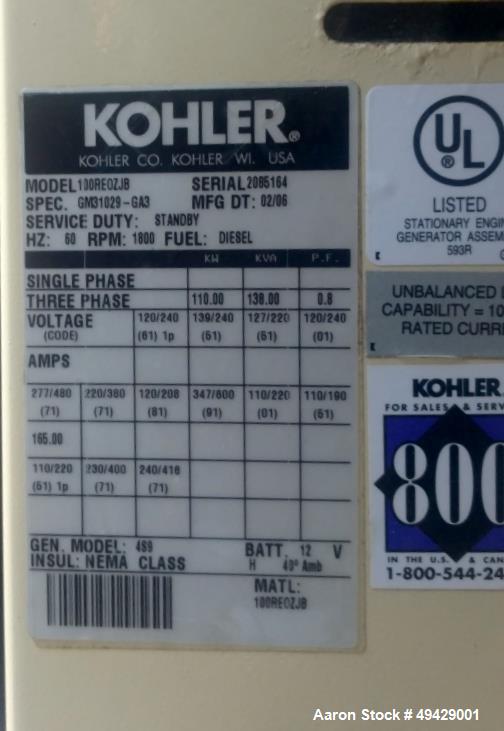 KOHLER®
KOHLER CO. KOHLER WI. USA
MODEL 100REOZJB SERIAL 2085164
SPEC. GM31029-GA3 MFG DT: 02/06
SERVICE DUTY: STANDBY
HZ: 60 RPM: 1800 FUEL: DIESEL
KW KVA P.F.
SINGLE PHASE
THREE PHASE 110.00 138.00 0.8
VOLTAGE 120/240 139/240 127/220 120/240
(CODE) (61) 1p (61) (61) (01)
AMPS
277/480 220/380 120/208 347/600 110/220 110/190
(71) (71) (81) (91) (01) (61)
165.00
110/220 230/400 240/416
(61) 1p (71) (71)
GEN. MODEL: 4S9 BATT. 12 V
INSUL: NEMA CLASS H 40° Amb
MATL:
100REOZJB
UL
®
LISTED
STATIONARY ENGIN
GENERATOR ASSEM
593R
UNBALANCED L
CAPABILITY = 10
RATED CURR
KOHLER
FOR SALES & SERV
800
IN THE U.S. & CAN
1-800-544-24
Aaron Stock # 49429001